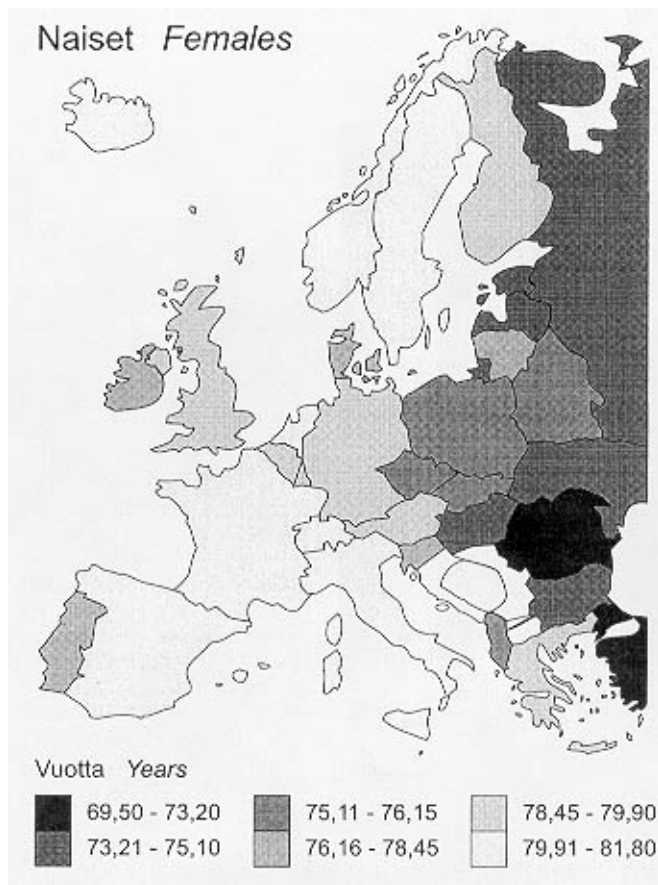 Naiset Females
Vuotta Years
69,50 - 73,20
73,21 - 75,10
75,11 - 76,15
76,16 - 78,45
78,45 - 79,90
79,91 - 81,80